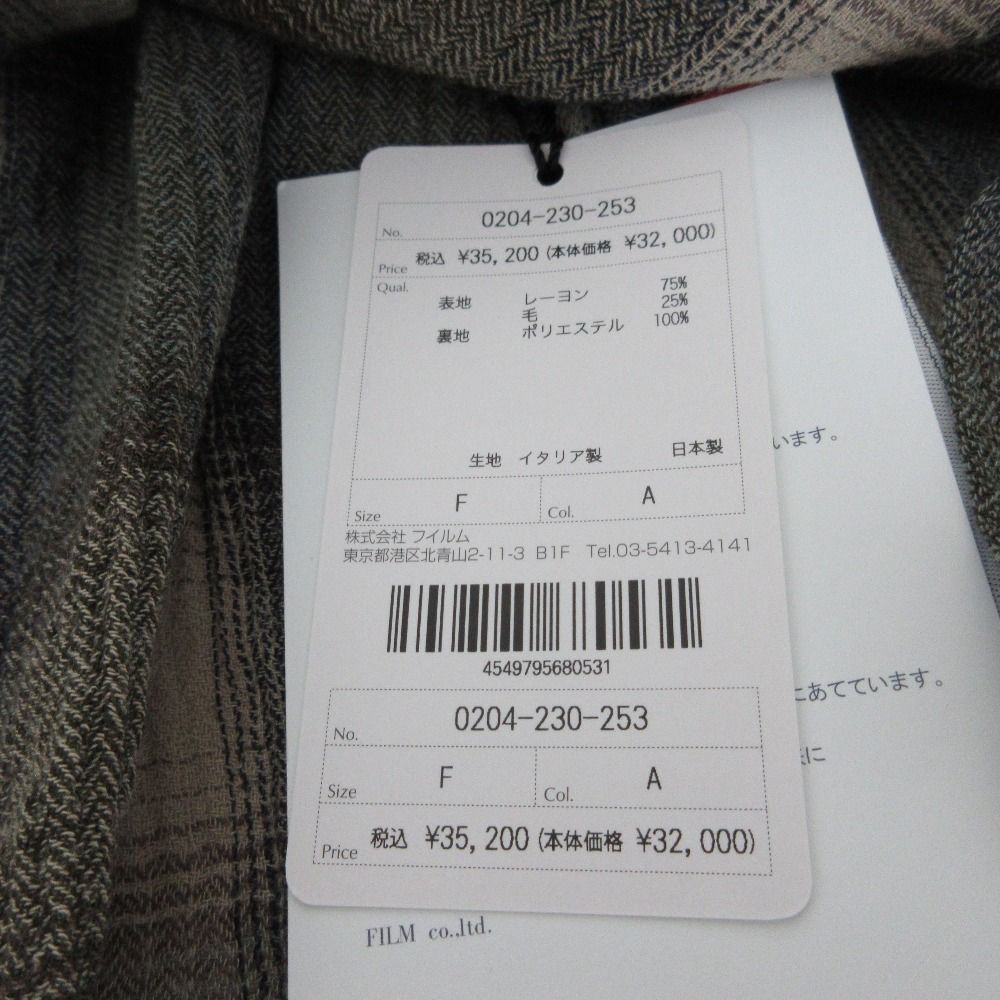 No. 0204-230-253
Price 税込 ¥35,200 (本体価格 ¥32,000)
Qual.
表地 レーヨン 75%
毛 25%
裏地 ポリエステル 100%
生地 イタリア製 日本製
Size F Col. A
株式会社 フイルム
東京都港区北青山2-11-3 B1F Tel.03-5413-4141
4549795680531
No. 0204-230-253
Size F Col. A
Price 税込 ¥35,200 (本体価格 ¥32,000)
います。
にあてています。
に
FILM co.,ltd.